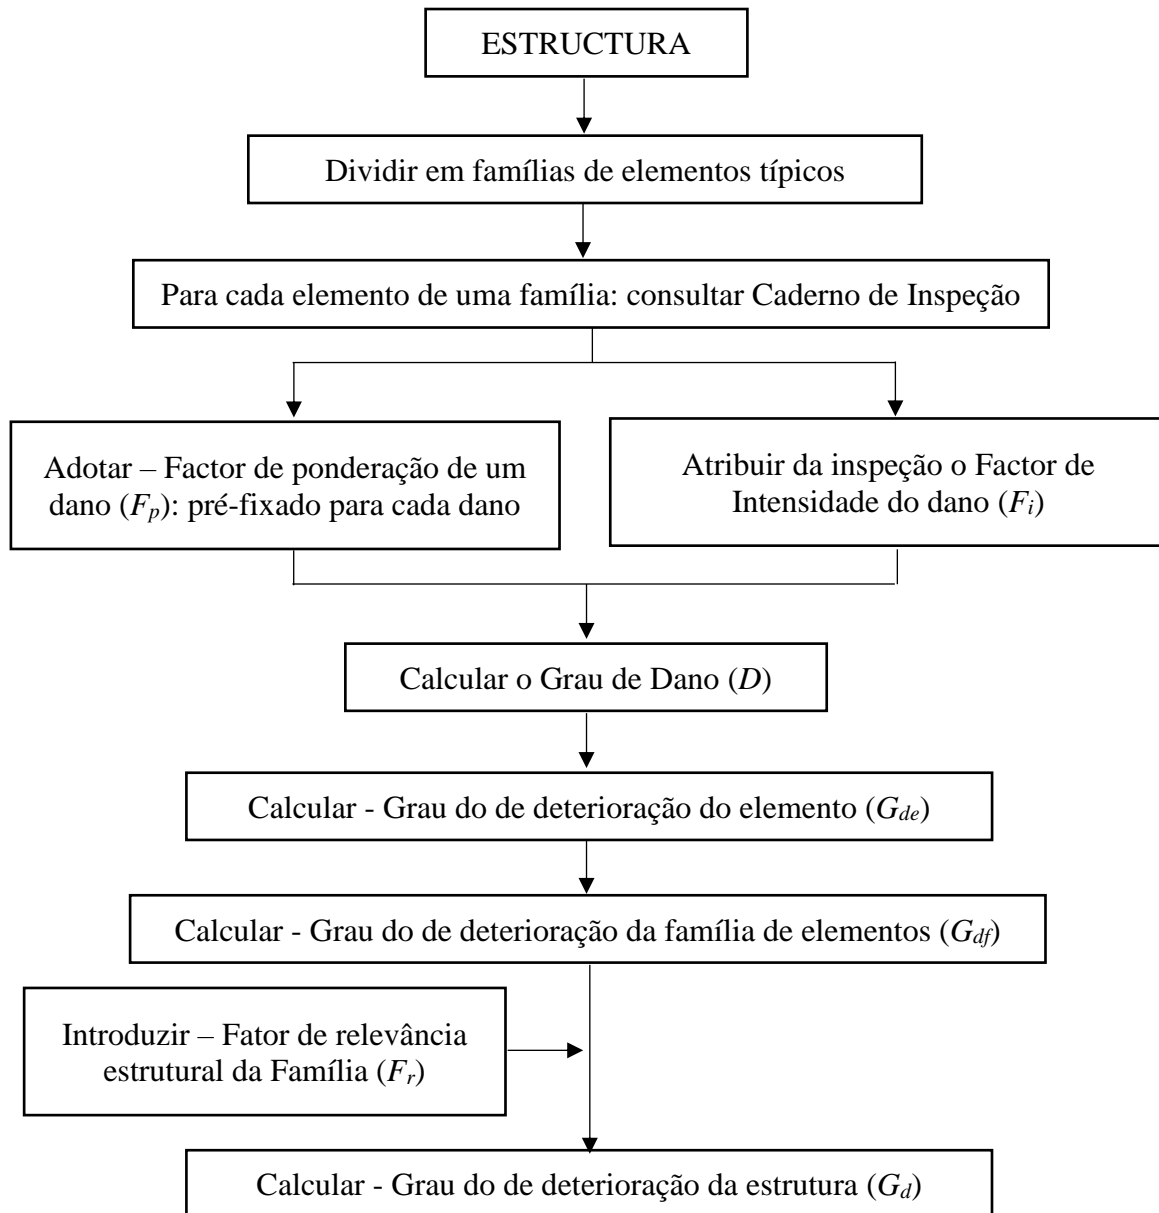 ESTRUCTURA
Dividir em famílias de elementos típicos
Para cada elemento de uma família: consultar Caderno de Inspeção
Adotar – Factor de ponderação de um
dano (Fp): pré-fixado para cada dano
Atribuir da inspeção o Factor de
Intensidade do dano (Fi)
Calcular o Grau de Dano (D)
Calcular - Grau do de deterioração do elemento (Gde)
Calcular - Grau do de deterioração da família de elementos (Gdf)
Introduzir – Fator de relevância
estrutural da Família (Fr)
Calcular - Grau do de deterioração da estrutura (Gd)